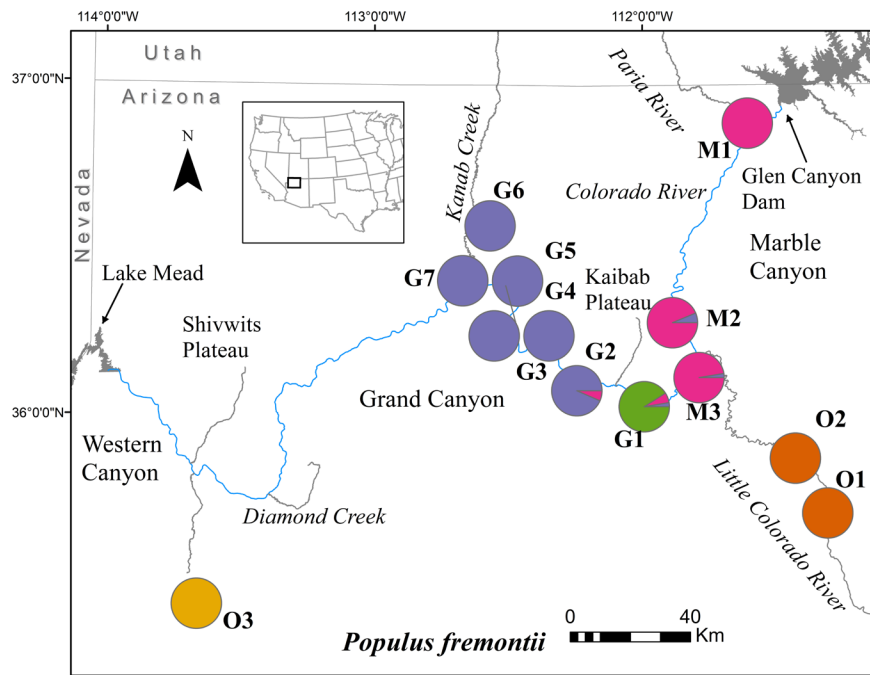 114°0'0"W
113°0'0"W
112°0'0"W
37°0'0"N
36°0'0"N
Utah
Arizona
Nevada
N
Paria River
Kanab Creek
M1
Glen Canyon
Dam
Colorado River
Marble
Canyon
G6
G5
G7
G4
Kaibab
Plateau
Lake Mead
Shivwits
Plateau
M2
G2
G3
M3
Grand Canyon
G1
O2
Western
Canyon
O1
Little Colorado River
Diamond Creek
O3
Populus fremontii
0
40
Km